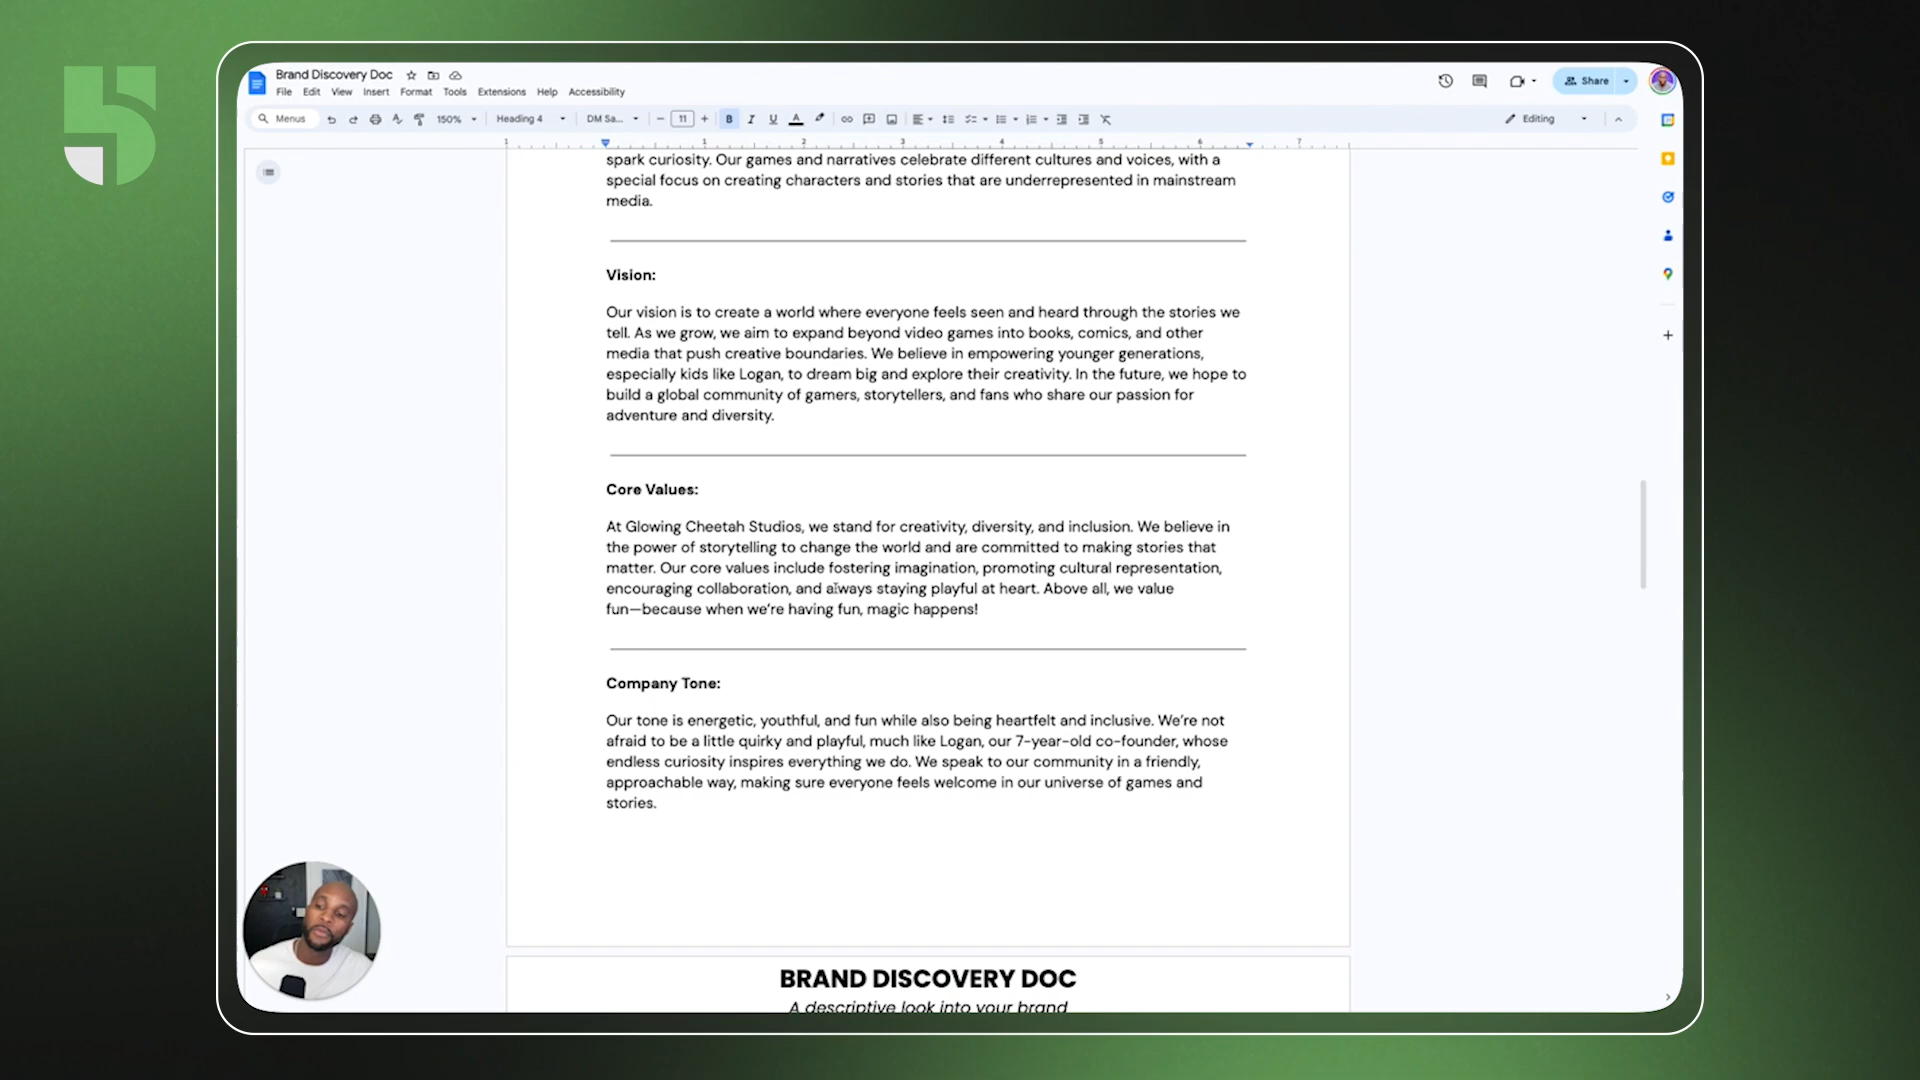 Brand Discovery Doc
File Edit View Insert Format Tools Extensions Help Accessibility
Share
Menus 150% Heading 4 DM Sa... 11 B I U A Editing
1 1 2 3 4 5 6 7
spark curiosity. Our games and narratives celebrate different cultures and voices, with a
special focus on creating characters and stories that are underrepresented in mainstream
media.
Vision:
Our vision is to create a world where everyone feels seen and heard through the stories we
tell. As we grow, we aim to expand beyond video games into books, comics, and other
media that push creative boundaries. We believe in empowering younger generations,
especially kids like Logan, to dream big and explore their creativity. In the future, we hope to
build a global community of gamers, storytellers, and fans who share our passion for
adventure and diversity.
Core Values:
At Glowing Cheetah Studios, we stand for creativity, diversity, and inclusion. We believe in
the power of storytelling to change the world and are committed to making stories that
matter. Our core values include fostering imagination, promoting cultural representation,
encouraging collaboration, and always staying playful at heart. Above all, we value
fun—because when we're having fun, magic happens!
Company Tone:
Our tone is energetic, youthful, and fun while also being heartfelt and inclusive. We're not
afraid to be a little quirky and playful, much like Logan, our 7-year-old co-founder, whose
endless curiosity inspires everything we do. We speak to our community in a friendly,
approachable way, making sure everyone feels welcome in our universe of games and
stories.
BRAND DISCOVERY DOC
A descriptive look into your brand